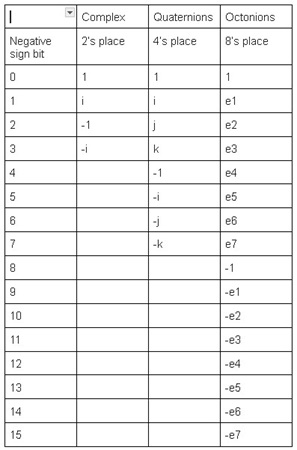 Complex Quaternions Octonions
Negative sign bit 2's place 4's place 8's place
0 1 1 1
1 i i e1
2 -1 j e2
3 -i k e3
4 -1 e4
5 -i e5
6 -j e6
7 -k e7
8 -1
9 -e1
10 -e2
11 -e3
12 -e4
13 -e5
14 -e6
15 -e7